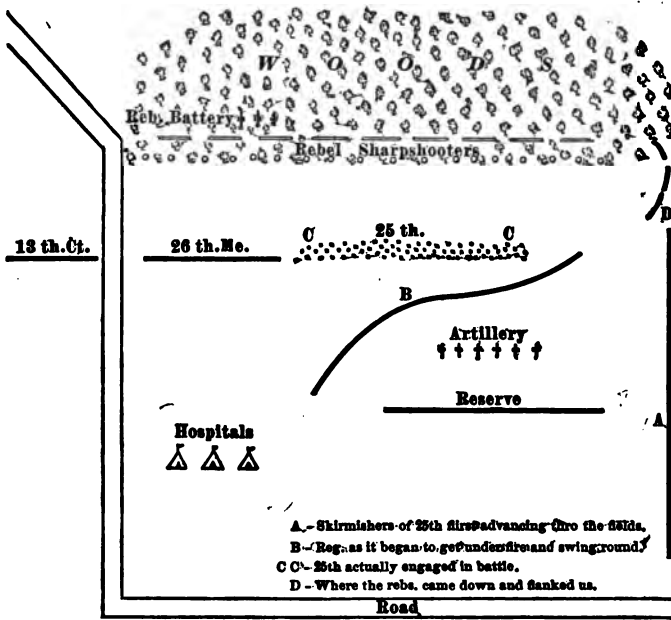 W O O D S
Reb. Battery
Rebel Sharpshooters
D
13 th. Ct.
26 th. Me.
C 25 th. C
B
Artillery
Reserve
A
Hospitals
A - Skirmishers of 25th first advancing thro the fields.
B - Reg. as it began to get under fire and swing round.
C C - 25th actually engaged in battle.
D - Where the rebs. came down and flanked us.
Road